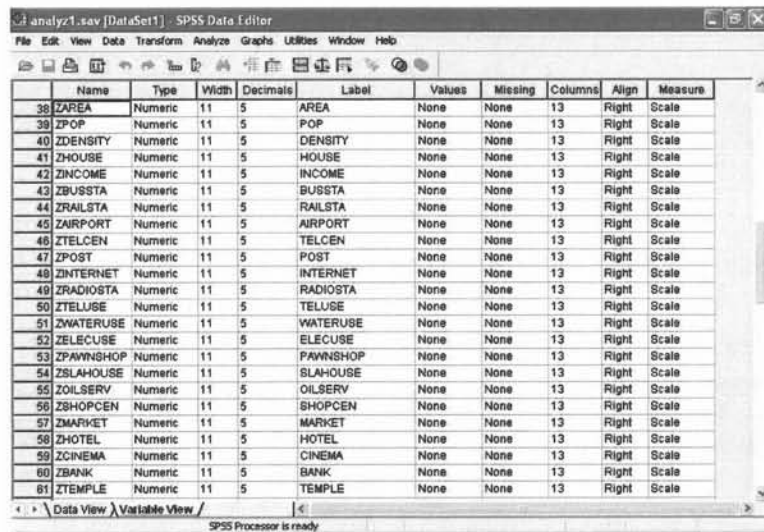 analyz1.sav [DataSet1] - SPSS Data Editor
File Edit View Data Transform Analyze Graphs Utilities Window Help
Name Type Width Decimals Label Values Missing Columns Align Measure
38 ZAREA Numeric 11 5 AREA None None 13 Right Scale
39 ZPOP Numeric 11 5 POP None None 13 Right Scale
40 ZDENSITY Numeric 11 5 DENSITY None None 13 Right Scale
41 ZHOUSE Numeric 11 5 HOUSE None None 13 Right Scale
42 ZINCOME Numeric 11 5 INCOME None None 13 Right Scale
43 ZBUSSTA Numeric 11 5 BUSSTA None None 13 Right Scale
44 ZRAILSTA Numeric 11 5 RAILSTA None None 13 Right Scale
45 ZAIRPORT Numeric 11 5 AIRPORT None None 13 Right Scale
46 ZTELCEN Numeric 11 5 TELCEN None None 13 Right Scale
47 ZPOST Numeric 11 5 POST None None 13 Right Scale
48 ZINTERNET Numeric 11 5 INTERNET None None 13 Right Scale
49 ZRADIOSTA Numeric 11 5 RADIOSTA None None 13 Right Scale
50 ZTELUSE Numeric 11 5 TELUSE None None 13 Right Scale
51 ZWATERUSE Numeric 11 5 WATERUSE None None 13 Right Scale
52 ZELECUSE Numeric 11 5 ELECUSE None None 13 Right Scale
53 ZPAWNSHOP Numeric 11 5 PAWNSHOP None None 13 Right Scale
54 ZSLAHOUSE Numeric 11 5 SLAHOUSE None None 13 Right Scale
55 ZOILSERV Numeric 11 5 OILSERV None None 13 Right Scale
56 ZSHOPCEN Numeric 11 5 SHOPCEN None None 13 Right Scale
57 ZMARKET Numeric 11 5 MARKET None None 13 Right Scale
58 ZHOTEL Numeric 11 5 HOTEL None None 13 Right Scale
59 ZCINEMA Numeric 11 5 CINEMA None None 13 Right Scale
60 ZBANK Numeric 11 5 BANK None None 13 Right Scale
61 ZTEMPLE Numeric 11 5 TEMPLE None None 13 Right Scale
Data View Variable View
SPSS Processor is ready